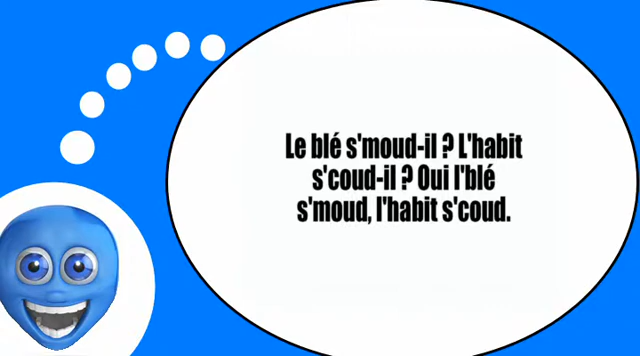 Le blé s'moud-il ? L'habit
s'coud-il ? Oui l'blé
s'moud, l'habit s'coud.